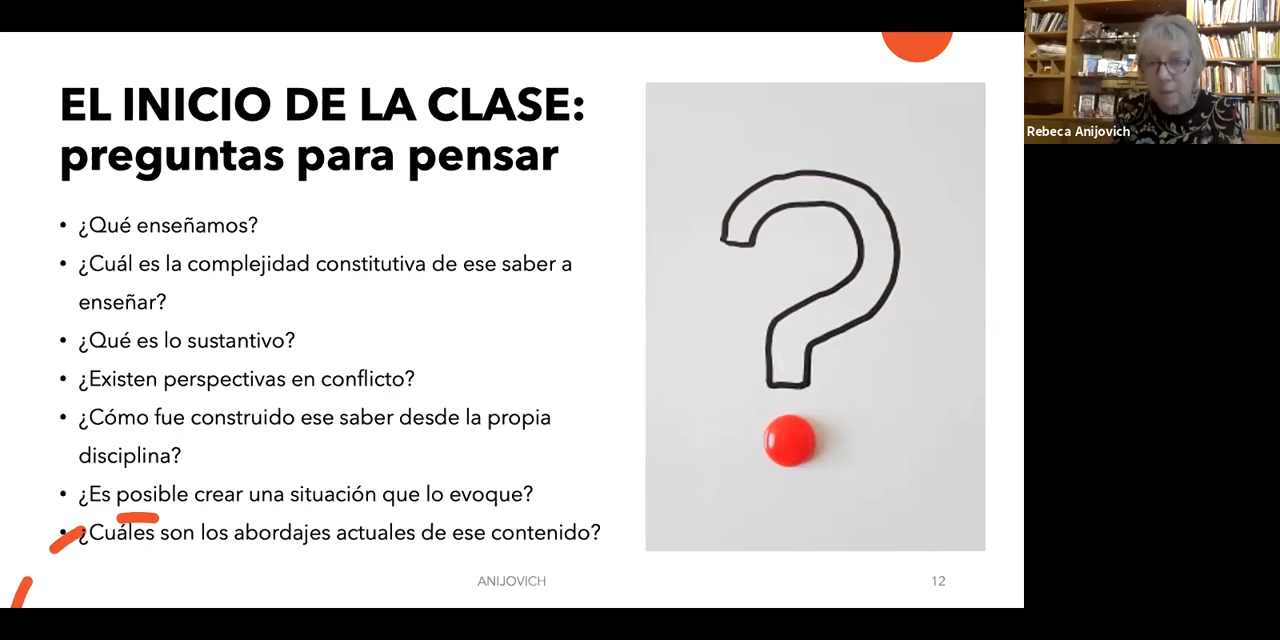 EL INICIO DE LA CLASE:
preguntas para pensar
• ¿Qué enseñamos?
• ¿Cuál es la complejidad constitutiva de ese saber a
enseñar?
• ¿Qué es lo sustantivo?
• ¿Existen perspectivas en conflicto?
• ¿Cómo fue construido ese saber desde la propia
disciplina?
• ¿Es posible crear una situación que lo evoque?
• ¿Cuáles son los abordajes actuales de ese contenido?
ANIJOVICH
12
Rebeca Anijovich